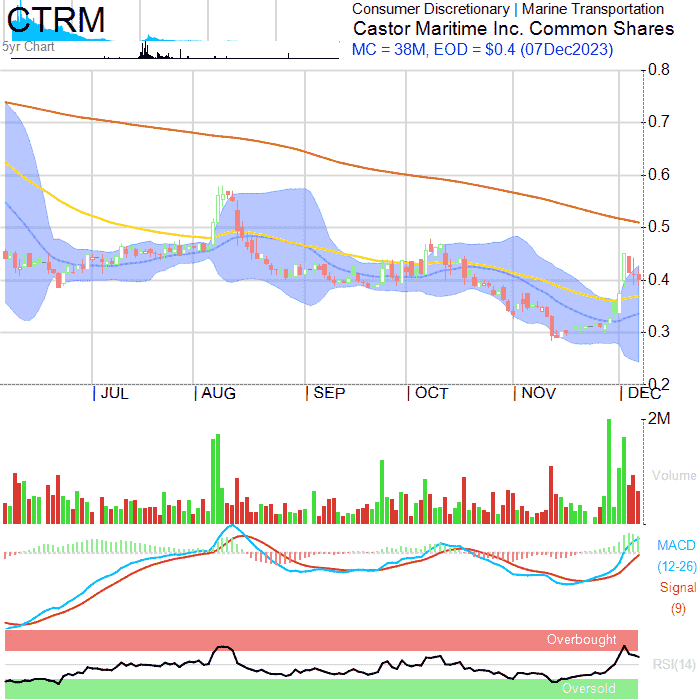 CTRM
5yr Chart
Consumer Discretionary | Marine Transportation
Castor Maritime Inc. Common Shares
MC = 38M, EOD = $0.4 (07Dec2023)
0.8
0.7
0.6
0.5
0.4
0.3
0.2
JUL AUG SEP OCT NOV DEC
2M
Volume
MACD
(12-26)
Signal
(9)
Overbought
RSI(14)
Oversold